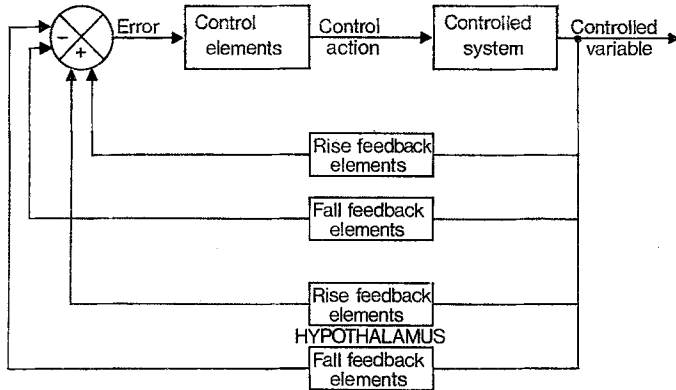 Error
Control
elements
Control
action
Controlled
system
Controlled
variable
-
+
Rise feedback
elements
Fall feedback
elements
Rise feedback
elements
HYPOTHALAMUS
Fall feedback
elements